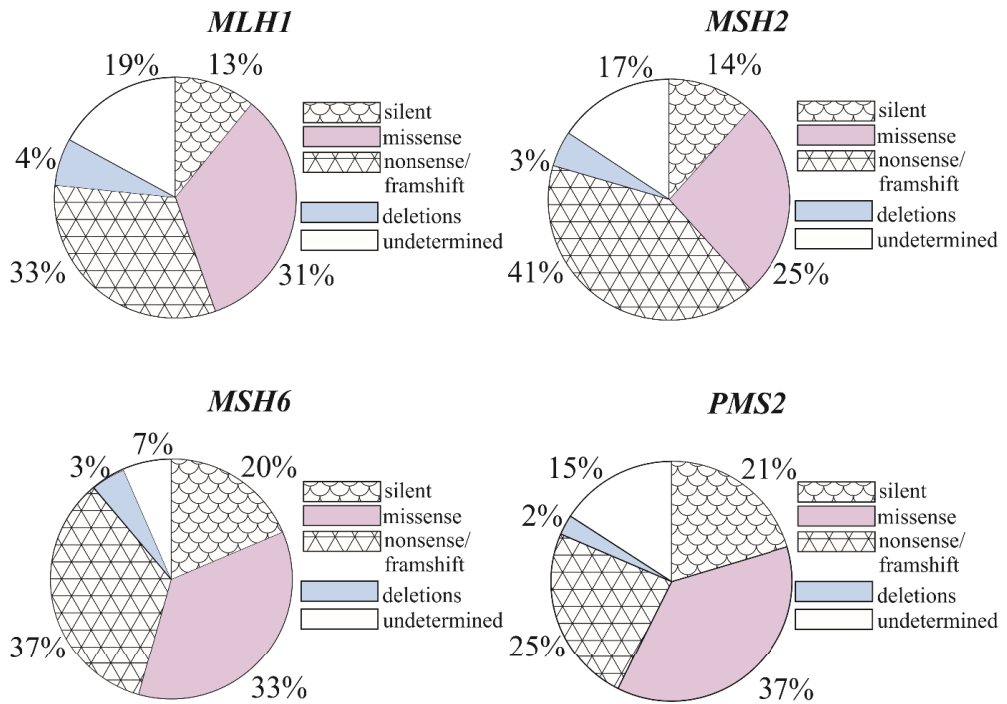 MLH1
19%
13%
4%
33%
31%
silent
missense
nonsense/
framshift
deletions
undetermined
MSH2
17%
14%
3%
41%
25%
silent
missense
nonsense/
framshift
deletions
undetermined
MSH6
7%
3%
20%
37%
33%
silent
missense
nonsense/
framshift
deletions
undetermined
PMS2
15%
21%
2%
25%
37%
silent
missense
nonsense/
framshift
deletions
undetermined